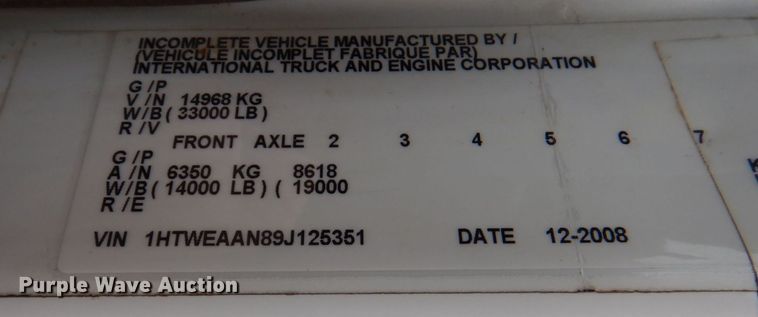 INCOMPLETE VEHICLE MANUFACTURED BY /
(VEHICULE INCOMPLET FABRIQUE PAR)
INTERNATIONAL TRUCK AND ENGINE CORPORATION
G /P
V /N 14968 KG
W/B ( 33000 LB )
R /V
FRONT AXLE 2 3 4 5 6 7
G /P
A /N 6350 KG 8618
W/B ( 14000 LB ) ( 19000
R /E
VIN 1HTWEAAN89J125351 DATE 12-2008
Purple Wave Auction